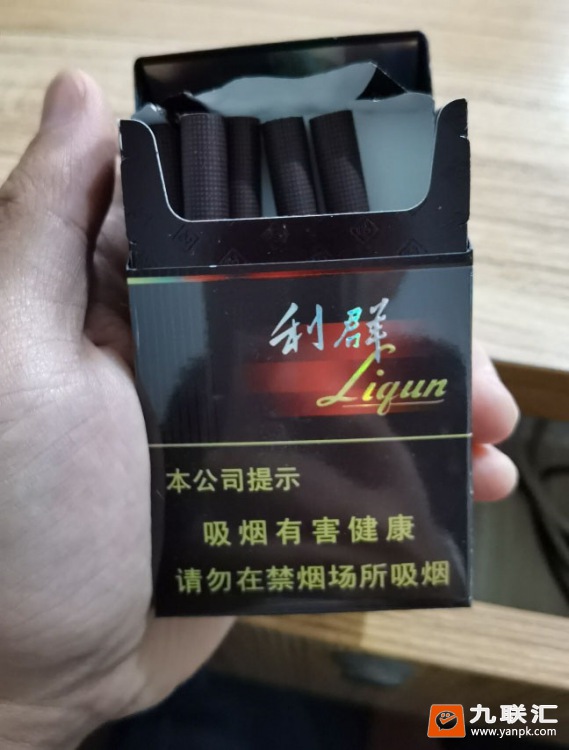 利群
Liqun
本公司提示
吸烟有害健康
请勿在禁烟场所吸烟
九联汇
www.yanpk.com